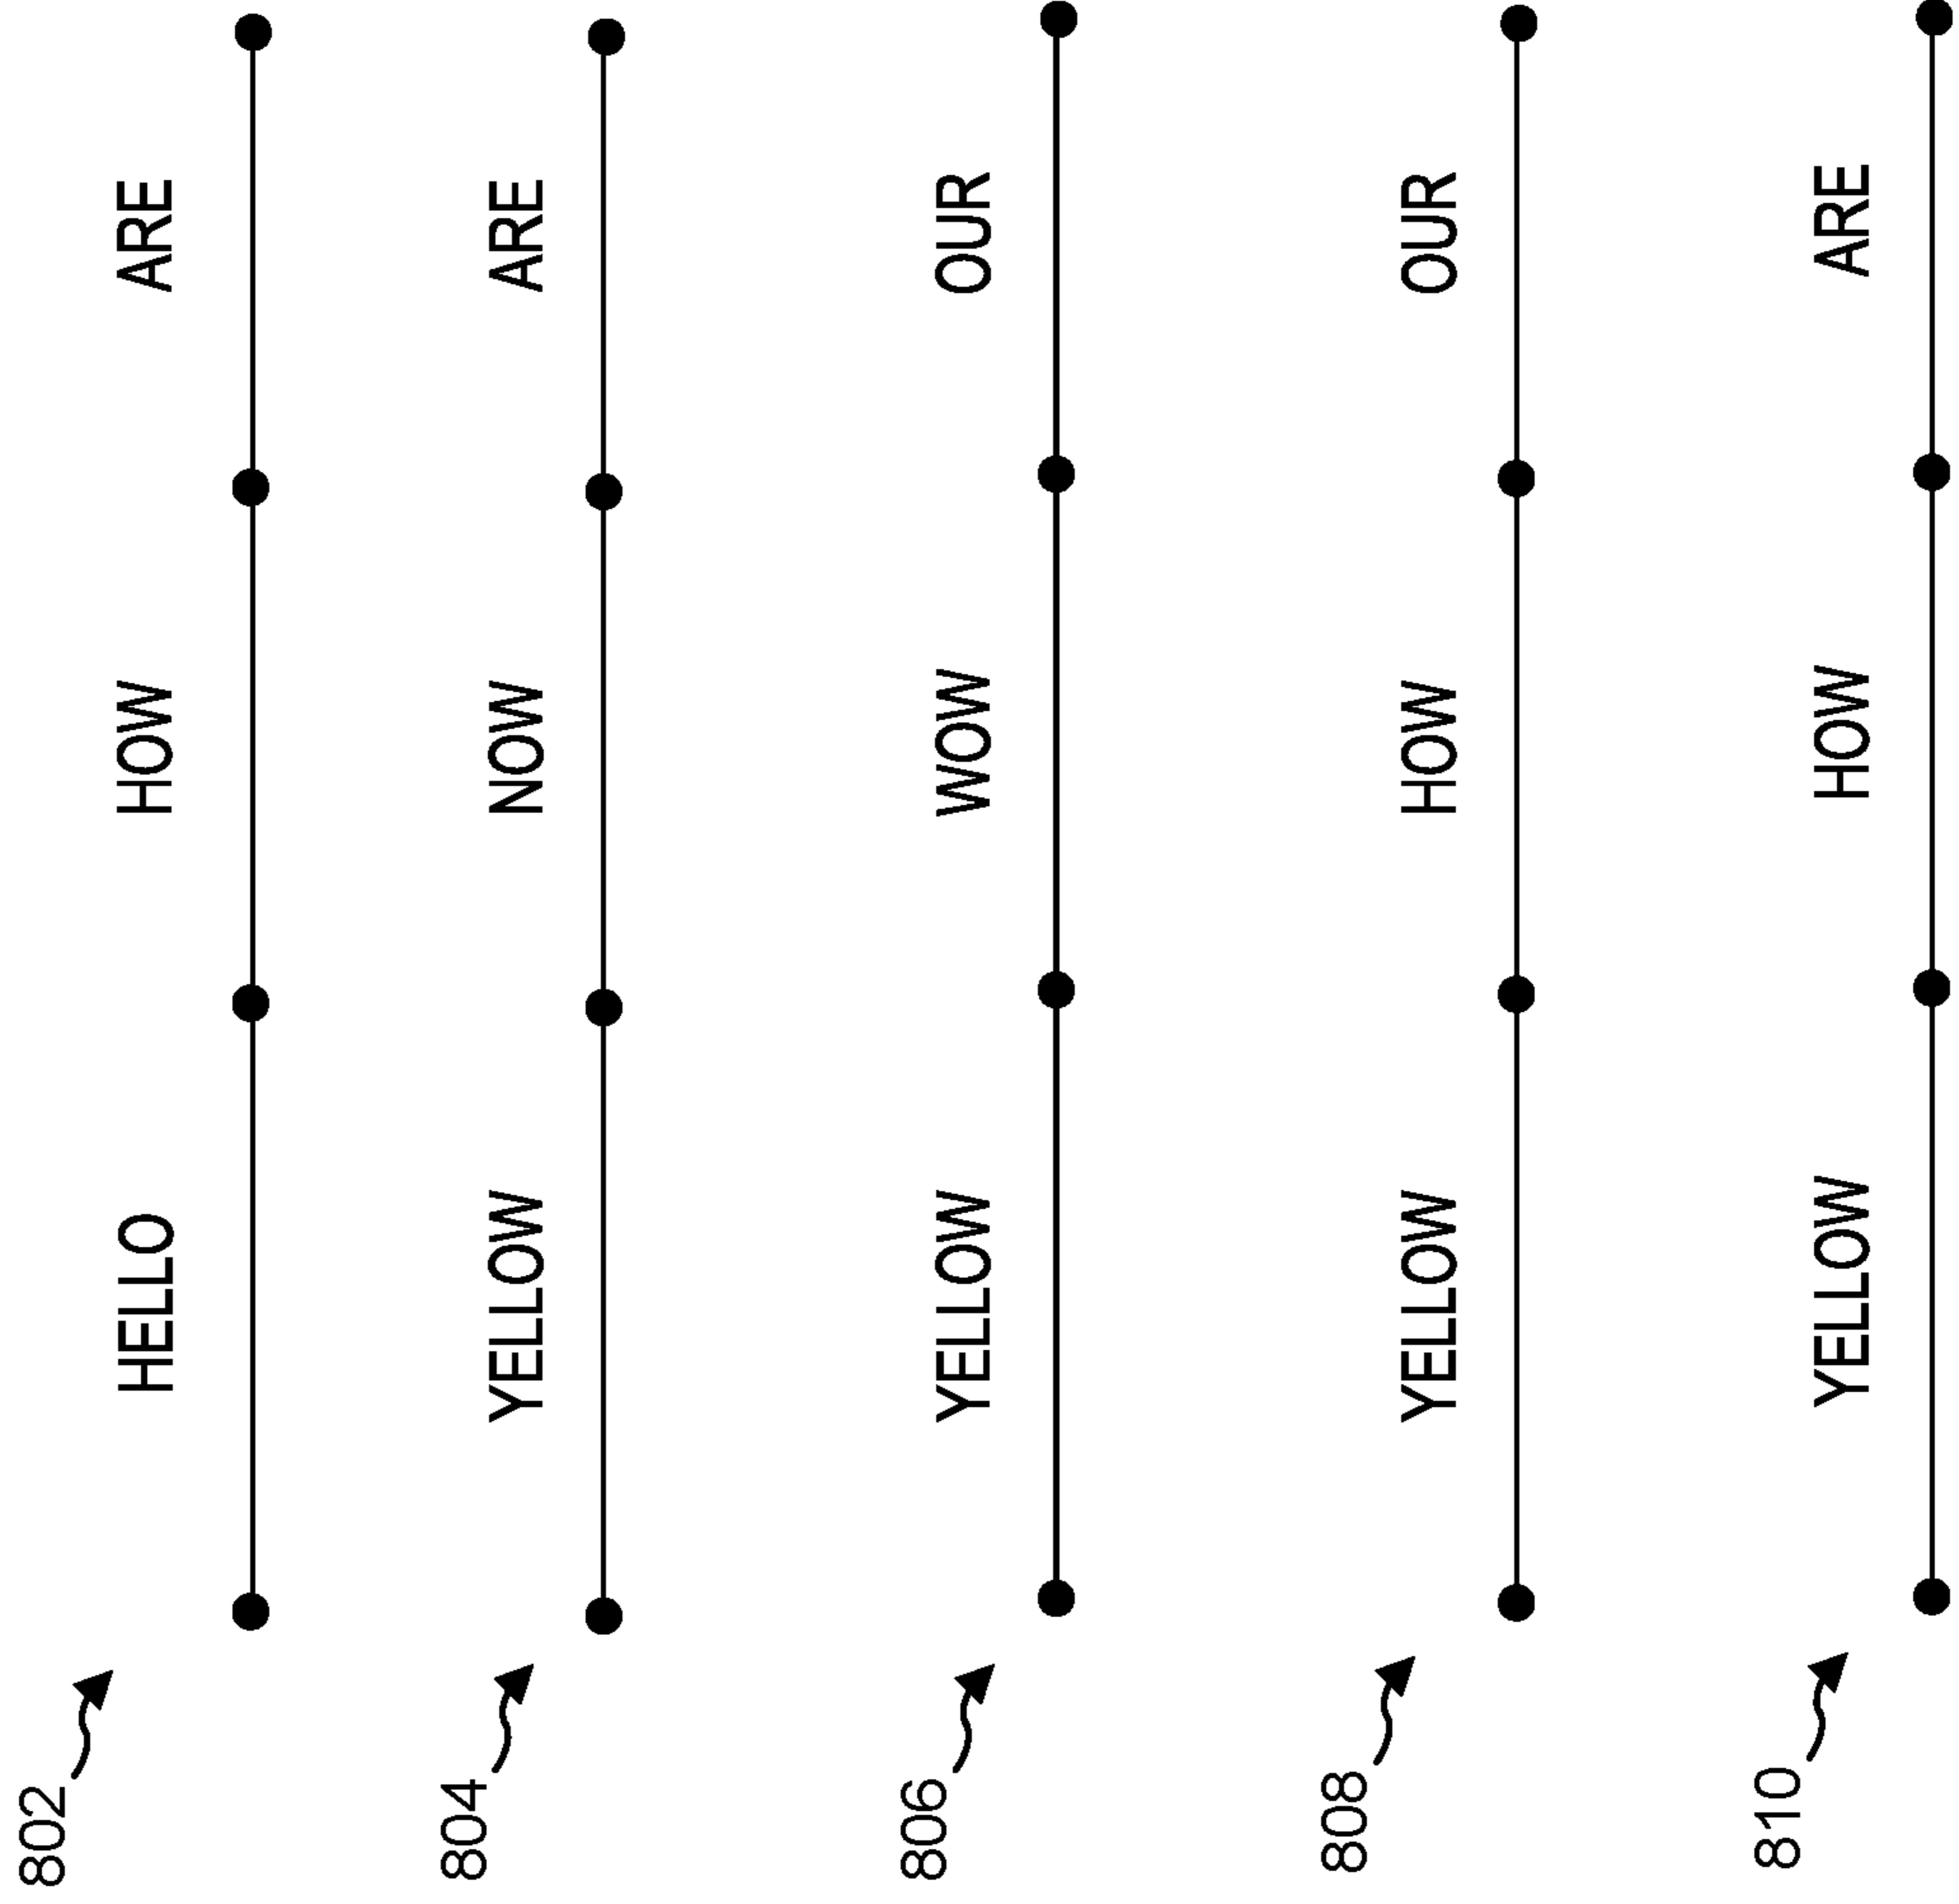 802
HELLO HOW ARE
804
YELLOW NOW ARE
806
YELLOW WOW OUR
808
YELLOW HOW OUR
810
YELLOW HOW ARE